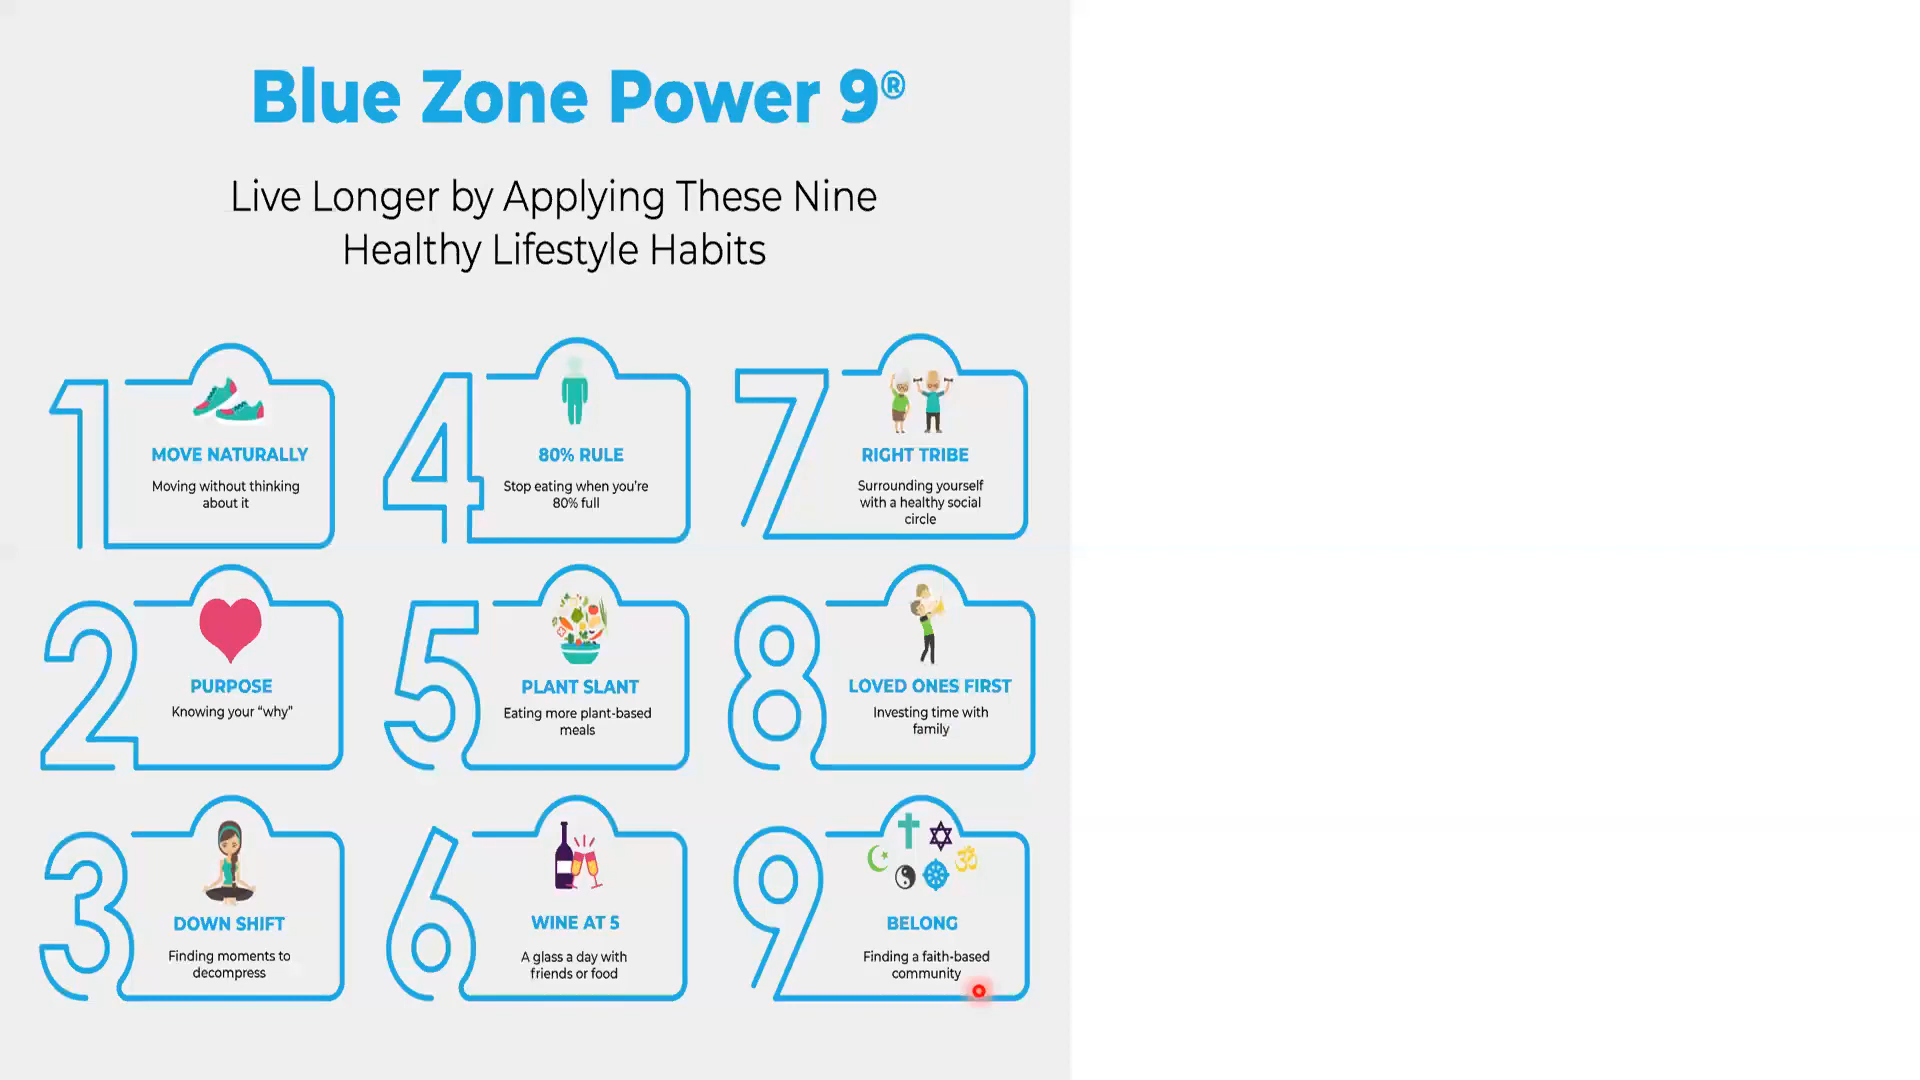 Blue Zone Power 9®
Live Longer by Applying These Nine
Healthy Lifestyle Habits
1
MOVE NATURALLY
Moving without thinking
about it
2
PURPOSE
Knowing your “why”
3
DOWN SHIFT
Finding moments to
decompress
4
80% RULE
Stop eating when you’re
80% full
5
PLANT SLANT
Eating more plant-based
meals
6
WINE AT 5
A glass a day with
friends or food
7
RIGHT TRIBE
Surrounding yourself
with a healthy social
circle
8
LOVED ONES FIRST
Investing time with
family
9
BELONG
Finding a faith-based
community